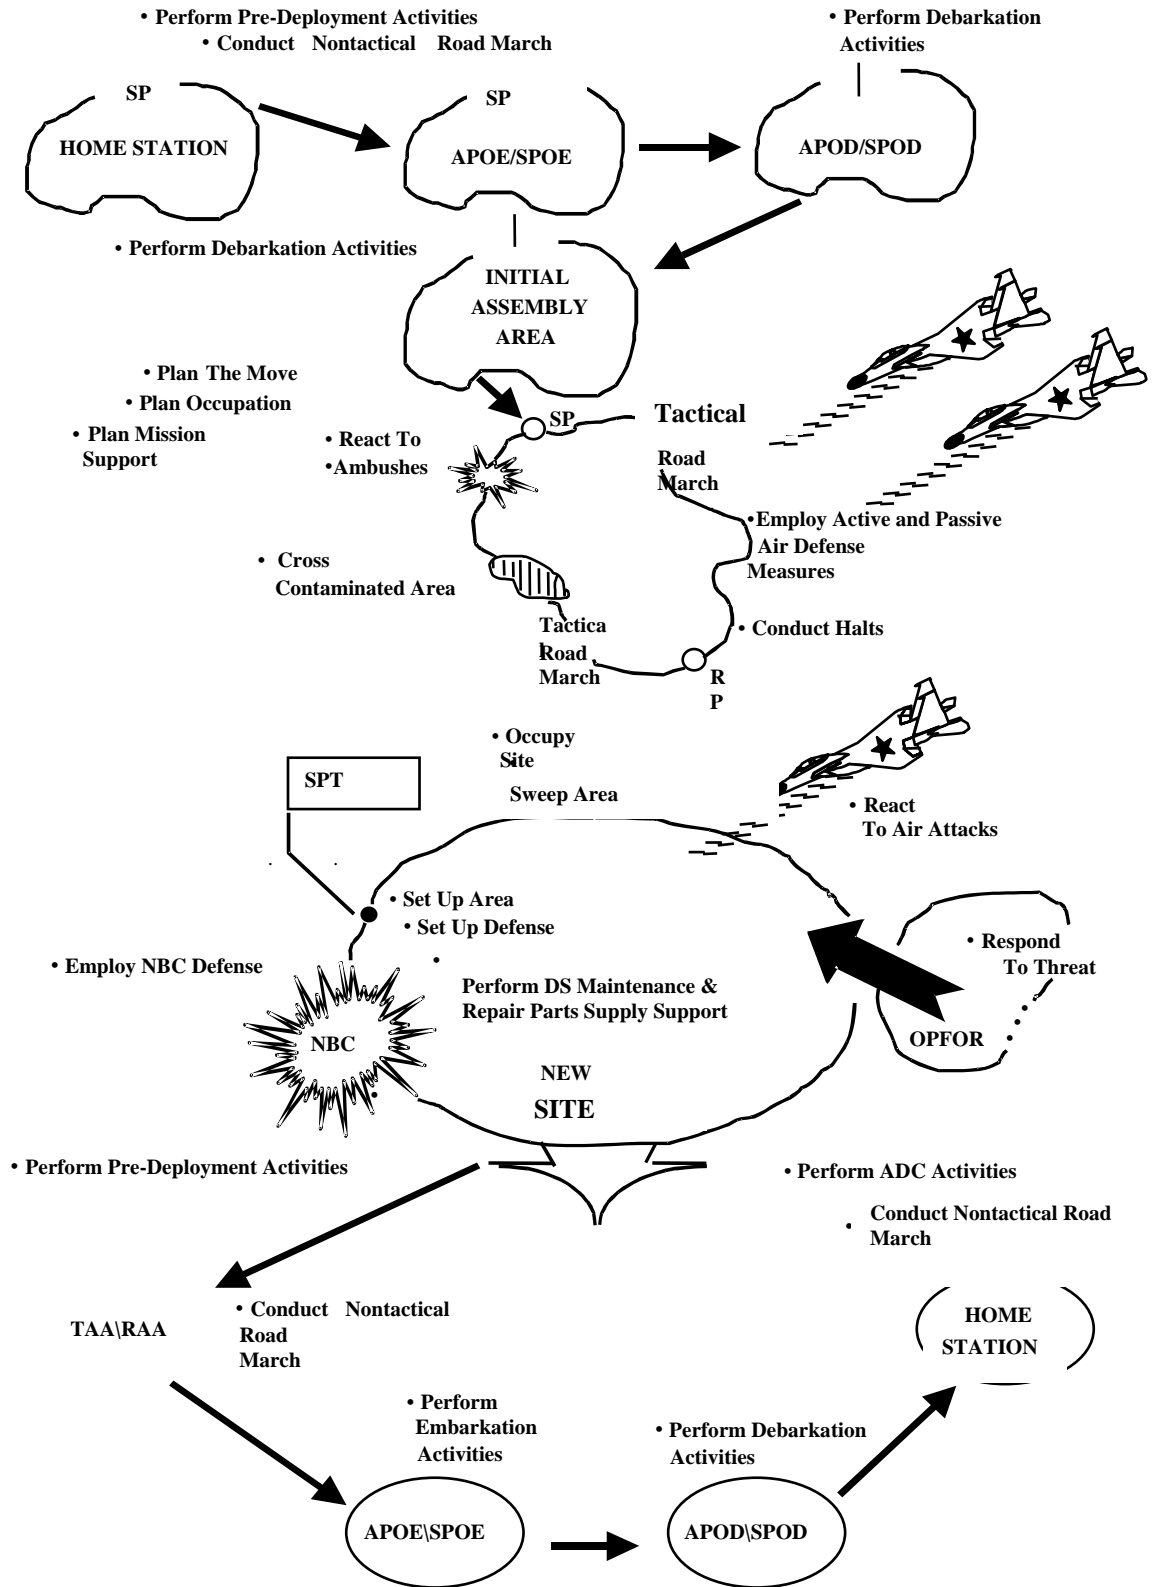 • Perform Pre-Deployment Activities
• Conduct Nontactical Road March
• Perform Debarkation
Activities
SP
HOME STATION
SP
APOE/SPOE
APOD/SPOD
• Perform Debarkation Activities
INITIAL
ASSEMBLY
AREA
• Plan The Move
• Plan Occupation
• Plan Mission
Support
• React To
•Ambushes
SP
Tactical
Road
March
•Employ Active and Passive
Air Defense
Measures
• Cross
Contaminated Area
• Conduct Halts
Tactica
l
Road
March
R
P
• Occupy
Site
•
Sweep Area
SPT
• React
To Air Attacks
• Set Up Area
• Set Up Defense
•
Perform DS Maintenance &
Repair Parts Supply Support
• Employ NBC Defense
NBC
• Respond
To Threat
OPFOR
NEW
SITE
• Perform Pre-Deployment Activities
• Perform ADC Activities
• Conduct Nontactical Road
March
TAA\RAA
• Conduct Nontactical
Road
March
HOME
STATION
• Perform
Embarkation
Activities
• Perform Debarkation
Activities
APOE\SPOE
APOD\SPOD